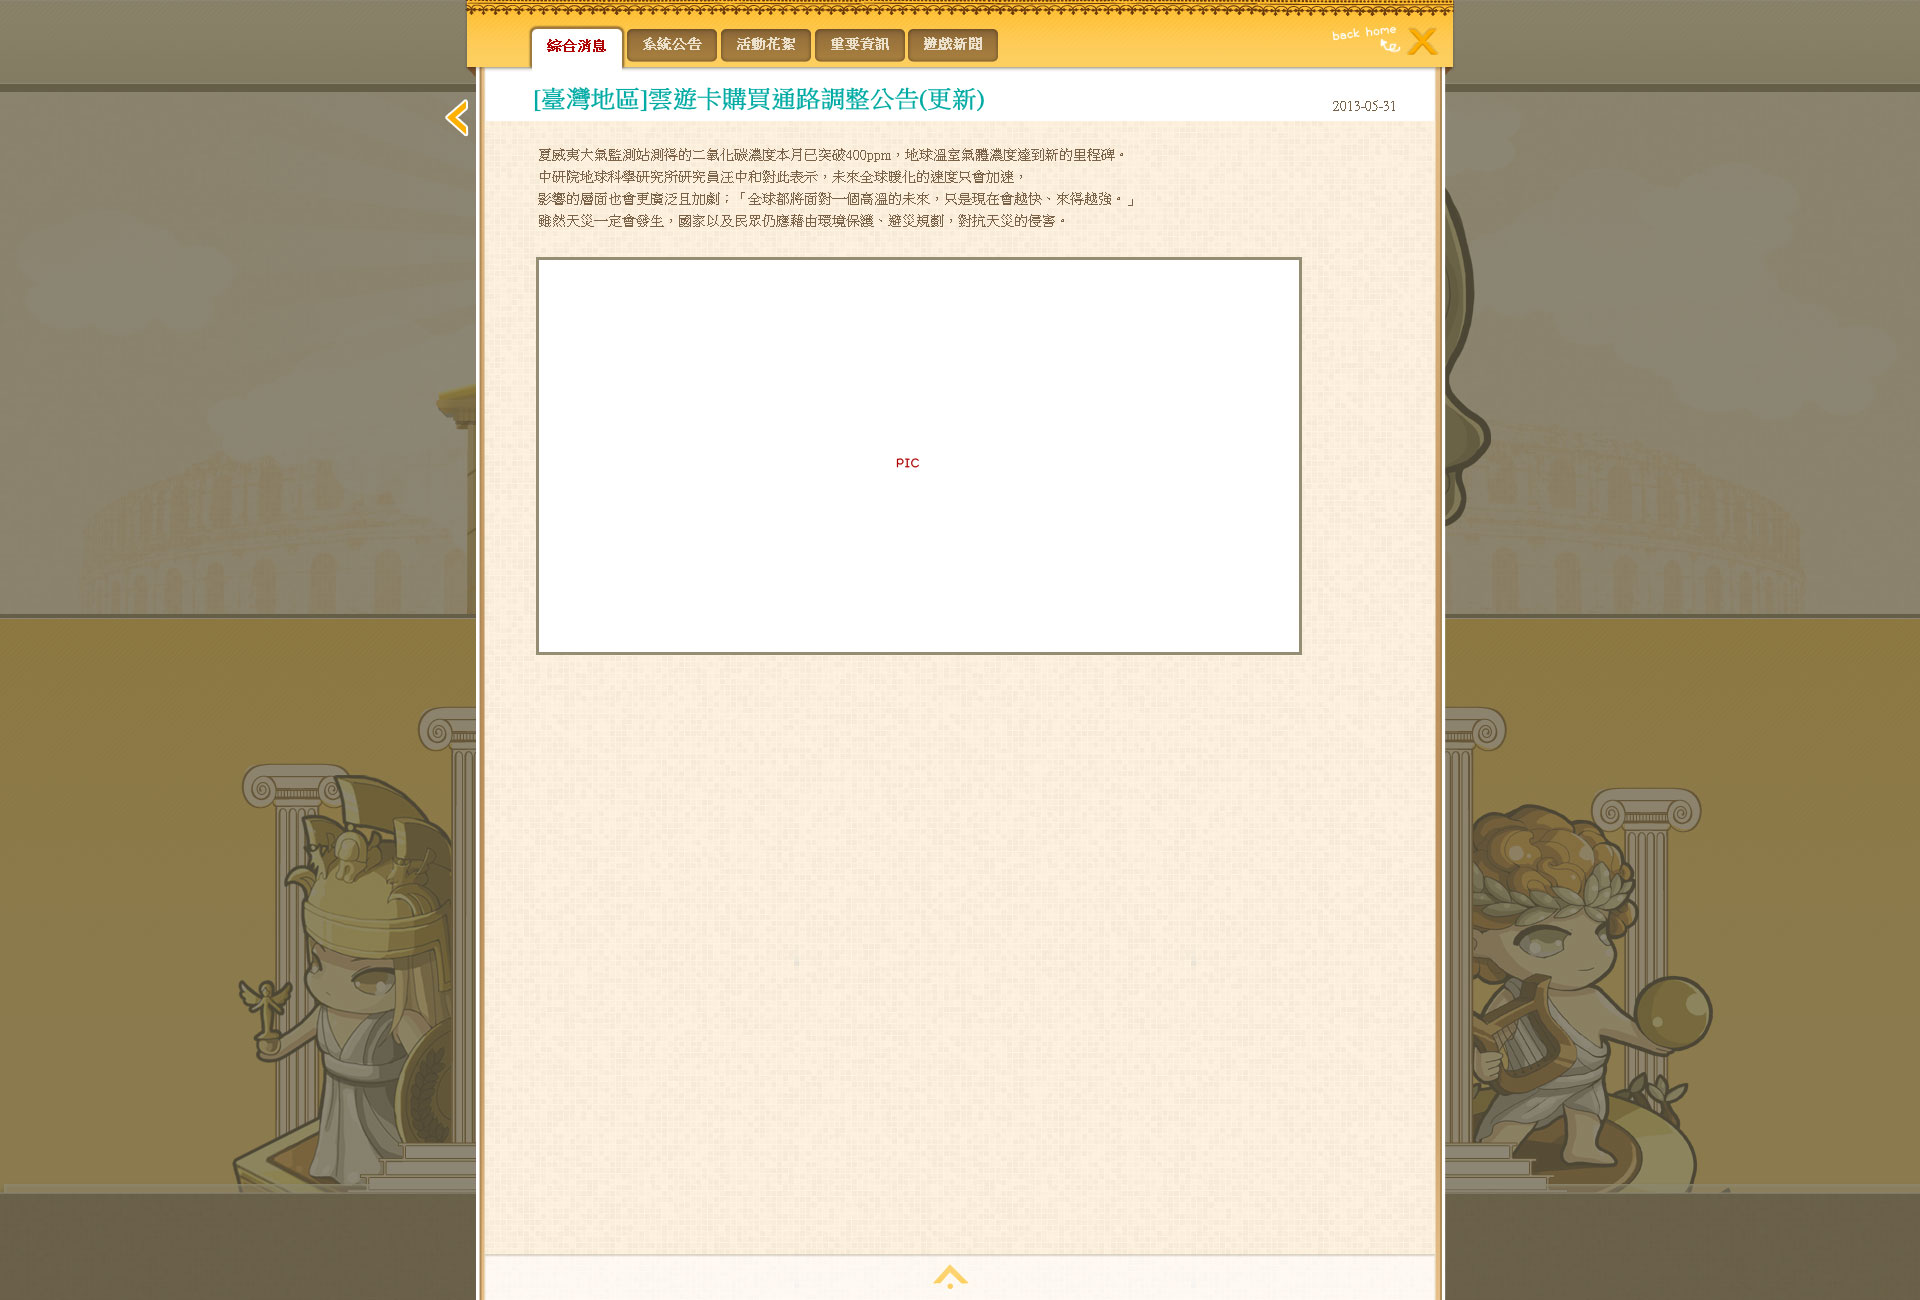 綜合消息
系統公告
活動花絮
重要資訊
遊戲新聞
back home
[臺灣地區]雲遊卡購買通路調整公告(更新)
2013-05-31
夏威夷大氣監測站測得的二氧化碳濃度本月已突破400ppm，地球溫室氣體濃度達到新的里程碑。
中研院地球科學研究所研究員汪中和對此表示，未來全球暖化的速度只會加速，
影響的層面也會更廣泛且加劇；「全球都將面對一個高溫的未來，只是現在會越快、來得越強。」
雖然天災一定會發生，國家以及民眾仍應藉由環境保護、避災規劃，對抗天災的侵害。
PIC